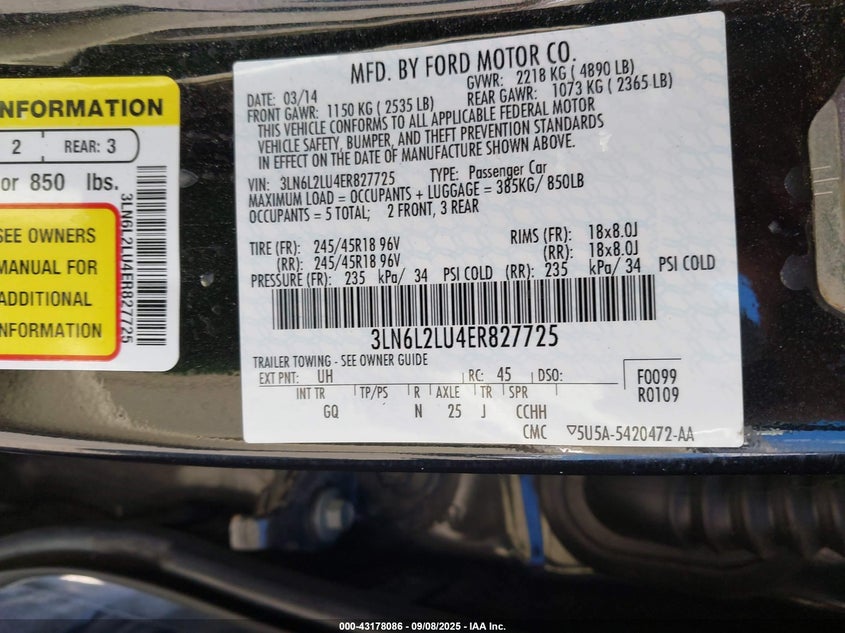 NFORMATION
2 REAR: 3
or 850 lbs.
SEE OWNERS
MANUAL FOR
ADDITIONAL
INFORMATION
3LN6L2LU4ER827725
MFD. BY FORD MOTOR CO.
DATE: 03/14 GVWR: 2218 KG ( 4890 LB)
FRONT GAWR: 1150 KG ( 2535 LB) REAR GAWR: 1073 KG ( 2365 LB)
THIS VEHICLE CONFORMS TO ALL APPLICABLE FEDERAL MOTOR
VEHICLE SAFETY, BUMPER, AND THEFT PREVENTION STANDARDS
IN EFFECT ON THE DATE OF MANUFACTURE SHOWN ABOVE.
VIN: 3LN6L2LU4ER827725 TYPE: Passenger Car
MAXIMUM LOAD = OCCUPANTS + LUGGAGE = 385KG/ 850LB
OCCUPANTS = 5 TOTAL; 2 FRONT, 3 REAR
TIRE (FR): 245/45R18 96V RIMS (FR): 18x8.0J
(RR): 245/45R18 96V (RR): 18x8.0J
PRESSURE (FR): 235 kPa/ 34 PSI COLD (RR): 235 kPa/ 34 PSI COLD
3LN6L2LU4ER827725
TRAILER TOWING - SEE OWNER GUIDE
EXT PNT: UH RC: 45 DSO: F0099
INT TR TP/PS R AXLE TR SPR R0109
GQ N 25 J CCHH
CMC ▽5U5A-5420472-AA
000-43178086 - 09/08/2025 - IAA Inc.